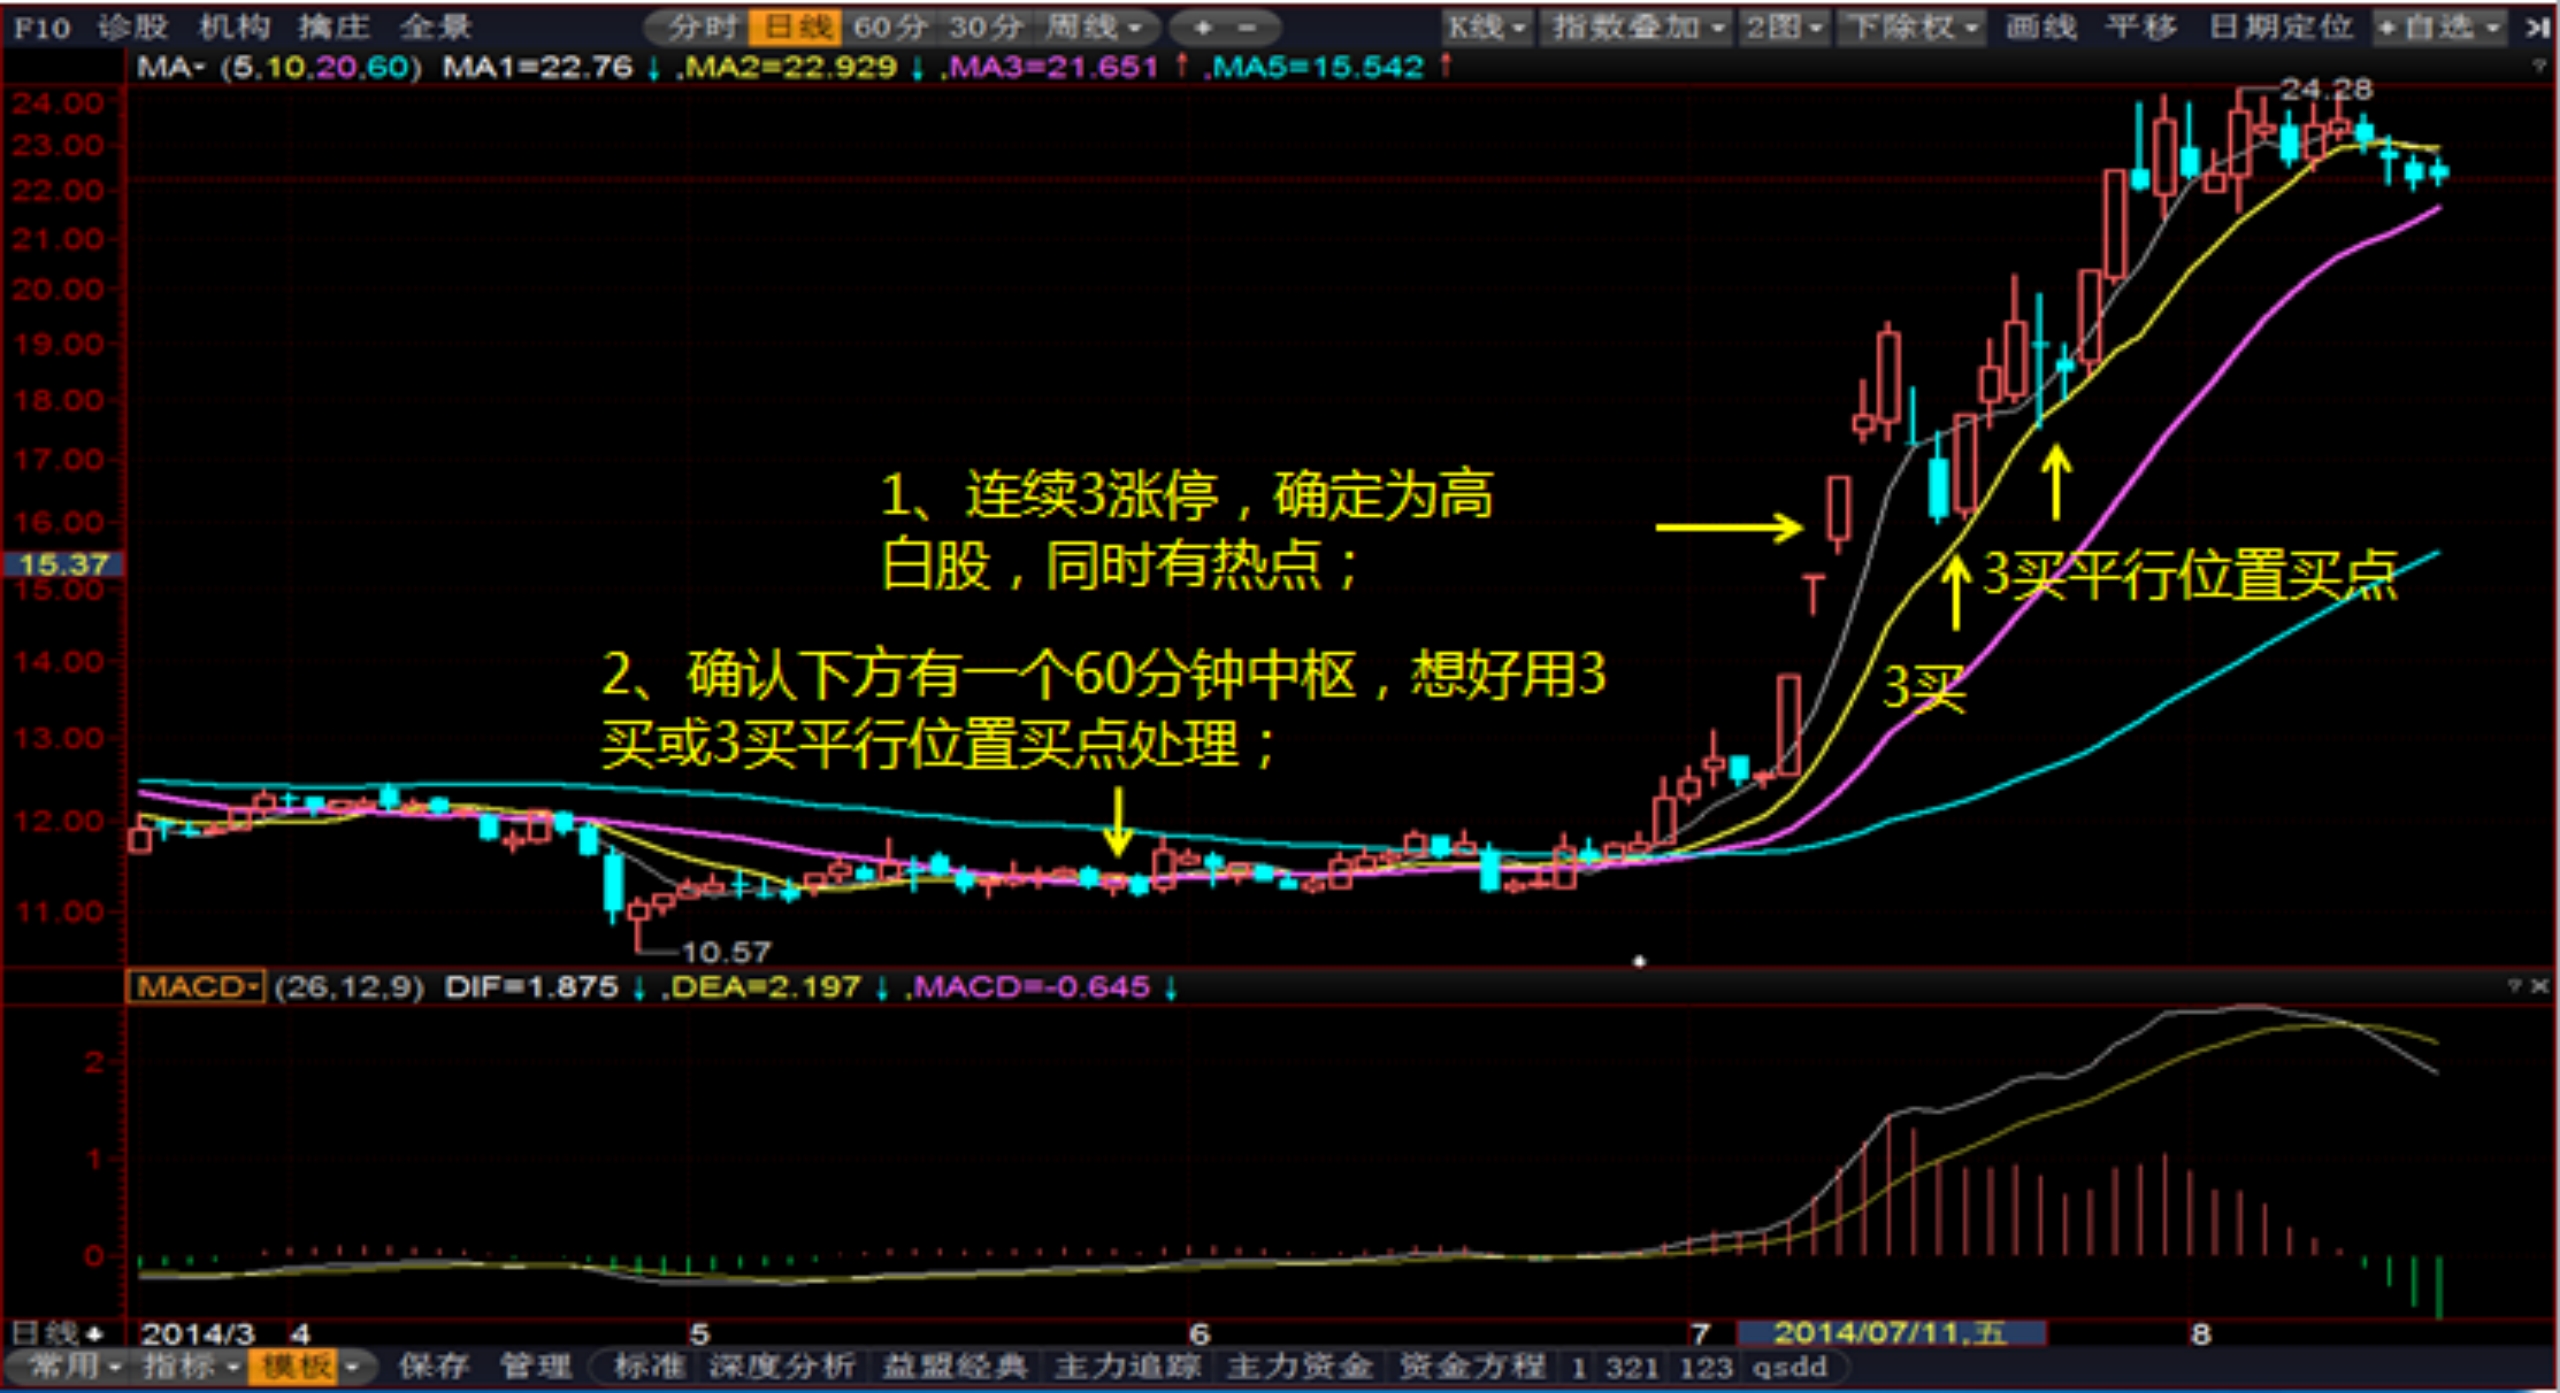 F10 诊股 机构 擒庄 全景 分时 日线 60分 30分 周线 + - K线 指数叠加 2图 下除权 画线 平移 日期定位 +自选
MA (5,10,20,60) MA1=22.76 ↓ ,MA2=22.929 ↓ ,MA3=21.651 ↑ ,MA5=15.542 ↑ ?
24.00
24.28
23.00
22.00
21.00
20.00
19.00
18.00
17.00
1、连续3涨停，确定为高
白股，同时有热点；
16.00
15.37
15.00
3买平行位置买点
14.00
2、确认下方有一个60分钟中枢，想好用3
买或3买平行位置买点处理；
3买
13.00
12.00
11.00
10.57
MACD (26,12,9) DIF=1.875 ↓ ,DEA=2.197 ↓ ,MACD=-0.645 ↓ ? ×
2
1
0
日线 2014/3 4 5 6 7 2014/07/11,五 8
常用 指标 模板 保存 管理 标准 深度分析 益盟经典 主力追踪 主力资金 资金方程 1 321 123 qsdd